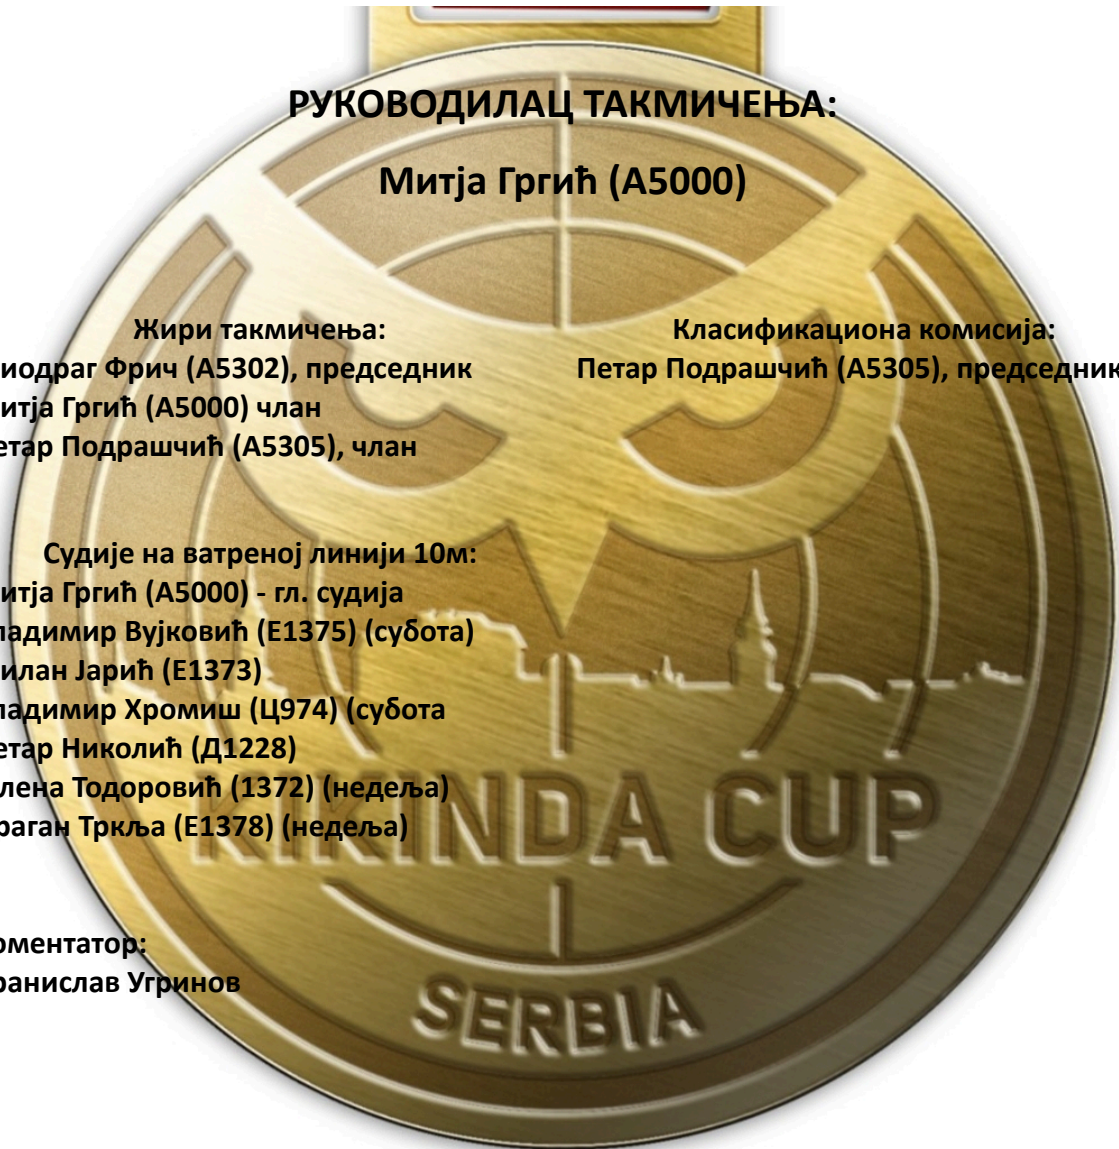 РУКОВОДИЛАЦ ТАКМИЧЕЊА:
Митја Гргић (А5000)
Жири такмичења:
иодраг Фрич (А5302), председник
итја Гргић (А5000) члан
етар Подрашчић (А5305), члан
Класификациона комисија:
Петар Подрашчић (А5305), председник
Судије на ватреној линији 10м:
итја Гргић (А5000) - гл. судија
ладимир Вујковић (Е1375) (субота)
илан Јарић (Е1373)
ладимир Хромиш (Ц974) (субота
етар Николић (Д1228)
лена Тодоровић (1372) (недеља)
раган Тркља (Е1378) (недеља)
оментатор:
ранислав Угринов
KIKINDA CUP
SERBIA